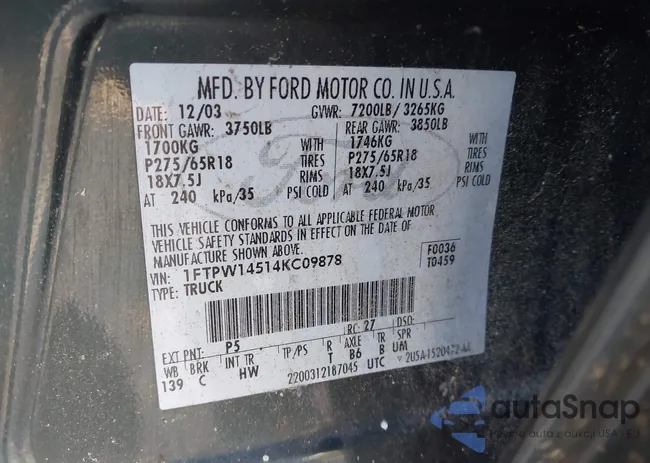 MFD. BY FORD MOTOR CO. IN U.S.A.
DATE: 12/03 GVWR: 7200LB/ 3265KG
FRONT GAWR: 3750LB REAR GAWR: 3850LB
1700KG WITH 1746KG WITH
P275/65R18 TIRES P275/65R18 TIRES
18X7.5J RIMS 18X7.5J RIMS
AT 240 kPa/35 PSI COLD AT 240 kPa/35 PSI COLD
THIS VEHICLE CONFORMS TO ALL APPLICABLE FEDERAL MOTOR
VEHICLE SAFETY STANDARDS IN EFFECT ON THE DATE OF
MANUFACTURE SHOWN ABOVE.
VIN: 1FTPW14514KC09878 F0036
TYPE: TRUCK T0459
EXT PNT: P5 RC: 27 DSO:
WB BRK INT TR TP/PS R AXLE TR SPR
139 C HW T B6 B UM
2200312187045 UTC
Ford
autaSnap